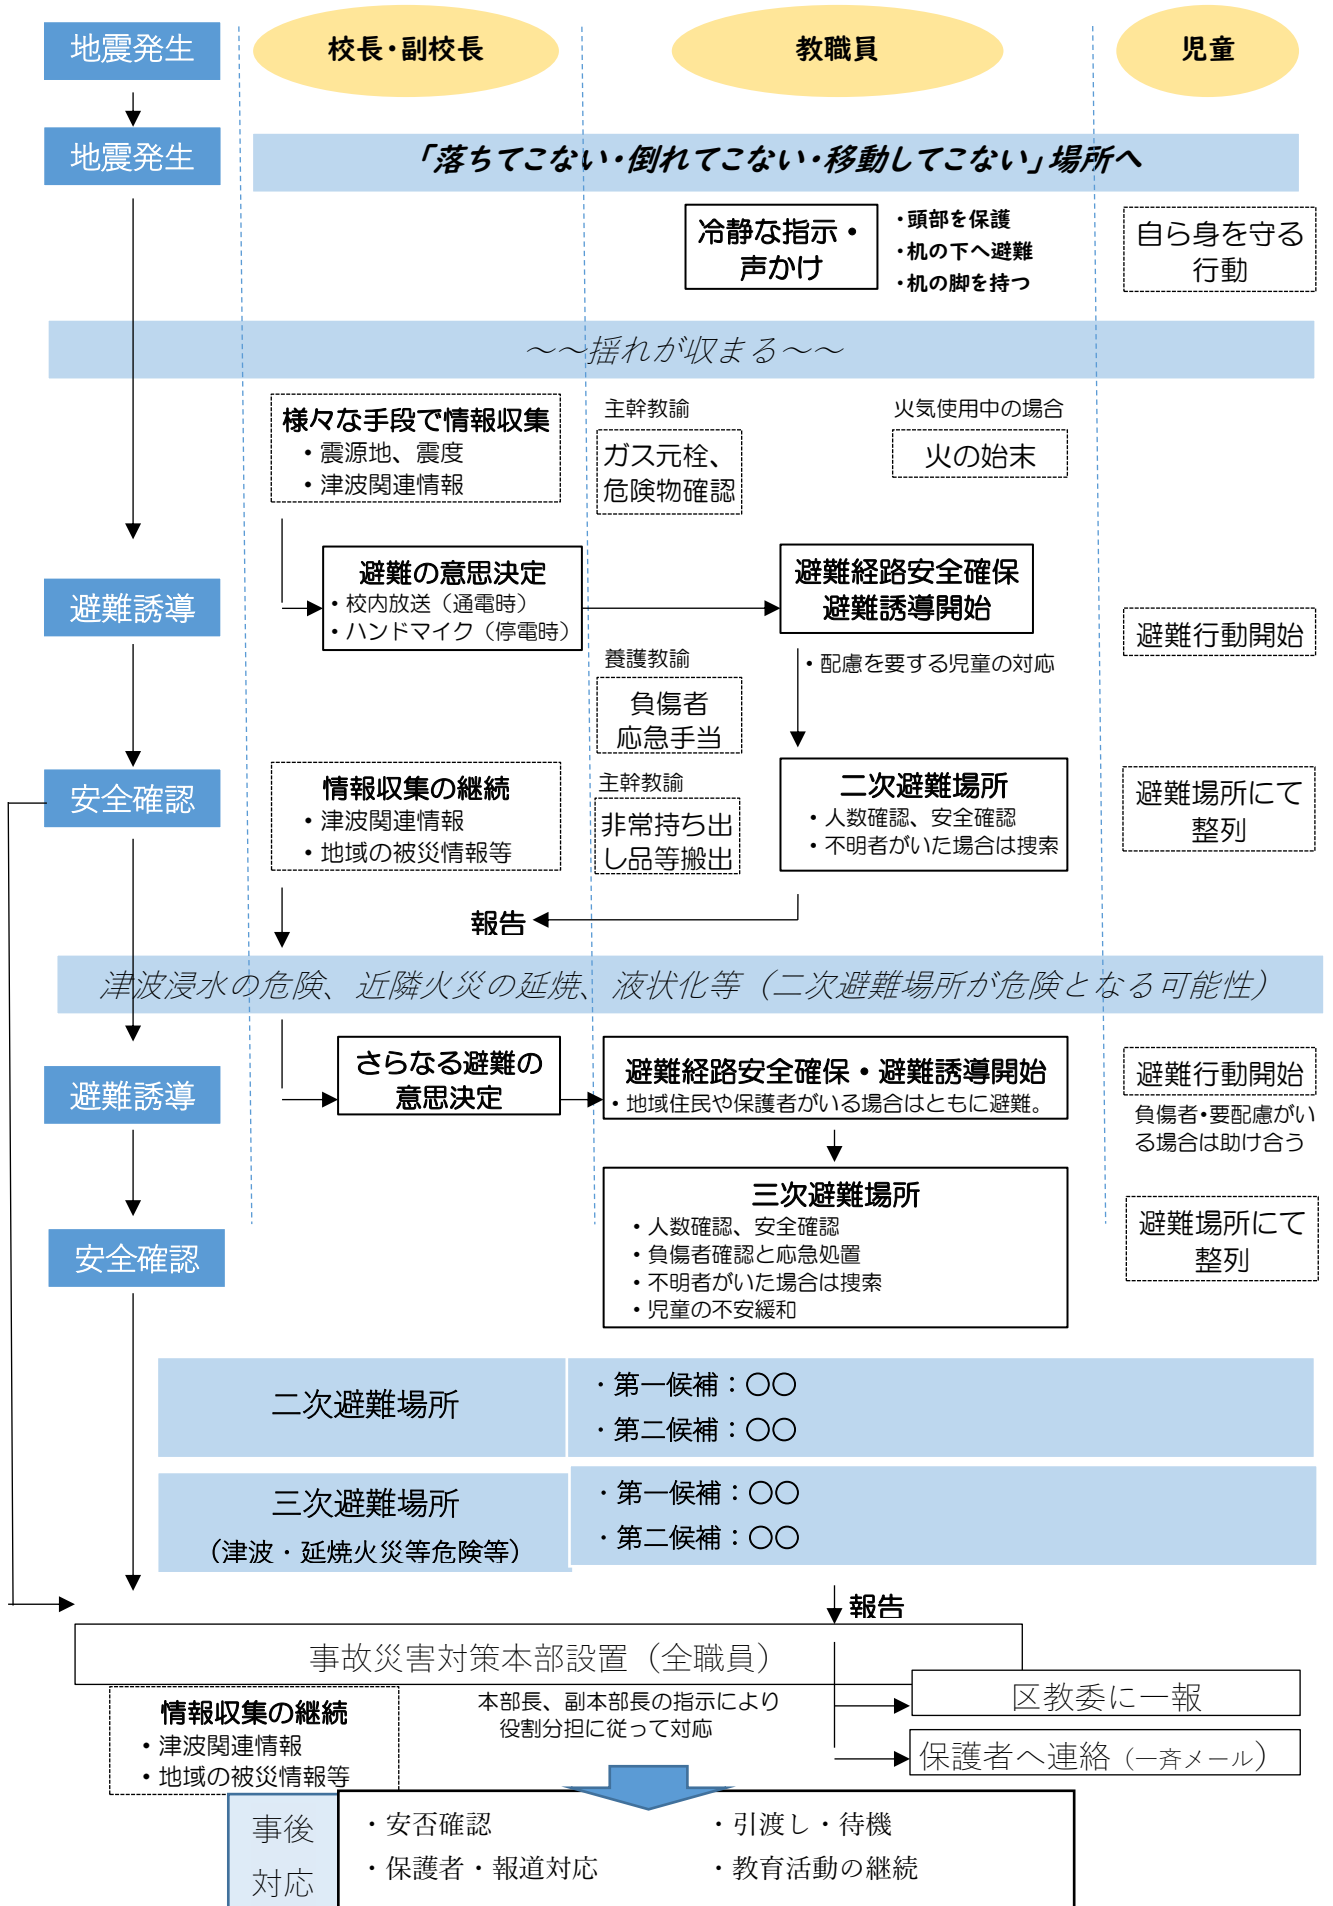 地震発生
校長・副校長
教職員
児童
地震発生
「落ちてこない・倒れてこない・移動してこない」場所へ
冷静な指示・
声かけ
・頭部を保護
・机の下へ避難
・机の脚を持つ
自ら身を守る
行動
～～揺れが収まる～～
様々な手段で情報収集
・震源地、震度
・津波関連情報
主幹教諭
ガス元栓、
危険物確認
火気使用中の場合
火の始末
避難誘導
避難の意思決定
・校内放送（通電時）
・ハンドマイク（停電時）
避難経路安全確保
避難誘導開始
・配慮を要する児童の対応
避難行動開始
養護教諭
負傷者
応急手当
安全確認
情報収集の継続
・津波関連情報
・地域の被災情報等
主幹教諭
非常持ち出
し品等搬出
二次避難場所
・人数確認、安全確認
・不明者がいた場合は捜索
避難場所にて
整列
報告
津波浸水の危険、近隣火災の延焼、液状化等（二次避難場所が危険となる可能性）
避難誘導
さらなる避難の
意思決定
避難経路安全確保・避難誘導開始
・地域住民や保護者がいる場合はともに避難。
避難行動開始
負傷者・要配慮がい
る場合は助け合う
安全確認
三次避難場所
・人数確認、安全確認
・負傷者確認と応急処置
・不明者がいた場合は捜索
・児童の不安緩和
避難場所にて
整列
二次避難場所
・第一候補：〇〇
・第二候補：〇〇
三次避難場所
（津波・延焼火災等危険等）
・第一候補：〇〇
・第二候補：〇〇
報告
事故災害対策本部設置（全職員）
本部長、副本部長の指示により
役割分担に従って対応
区教委に一報
保護者へ連絡（一斉メール）
情報収集の継続
・津波関連情報
・地域の被災情報等
事後
対応
・安否確認
・引渡し・待機
・保護者・報道対応
・教育活動の継続